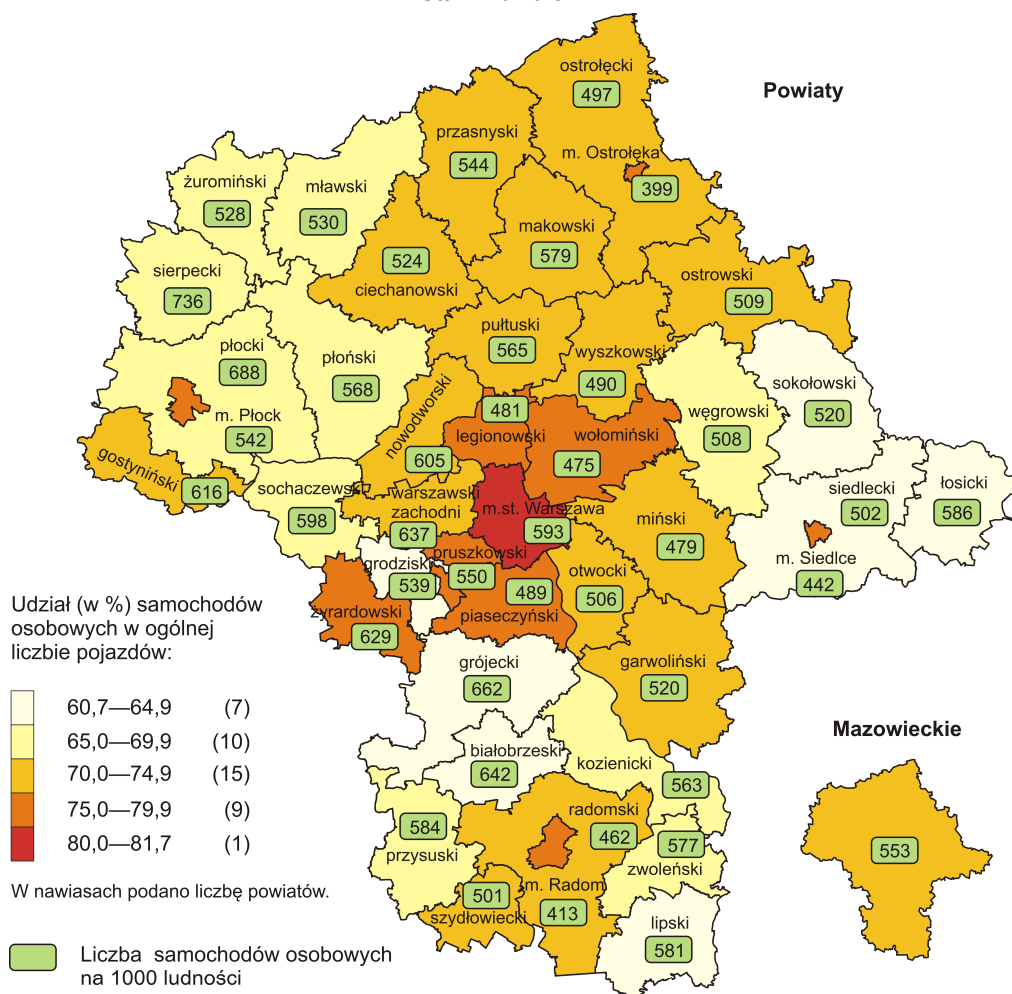 ostrołęcki
497
Powiaty
przasnyski
544
m. Ostrołęka
399
żuromiński
528
mławski
530
makowski
579
524
ciechanowski
sierpecki
736
ostrowski
509
pułtuski
565
płocki
688
płoński
568
wyszkowski
490
sokołowski
520
nowodworski
605
481
legionowski
wołomiński
475
węgrowski
508
m. Płock
542
gostyniński
616
sochaczewski
598
warszawski
zachodni
637
m.st. Warszawa
593
miński
479
siedlecki
502
łosicki
586
m. Siedlce
442
pruszkowski
550
grodziski
539
489
piaseczyński
otwocki
506
żyrardowski
629
Udział (w %) samochodów
osobowych w ogólnej
liczbie pojazdów:
60,7—64,9 (7)
65,0—69,9 (10)
70,0—74,9 (15)
75,0—79,9 (9)
80,0—81,7 (1)
W nawiasach podano liczbę powiatów.
Liczba samochodów osobowych
na 1000 ludności
grójecki
662
garwoliński
520
białobrzeski
642
kozienicki
563
Mazowieckie
553
584
przysuski
radomski
462
577
zwoleński
501
szydłowiecki
m. Radom
413
lipski
581